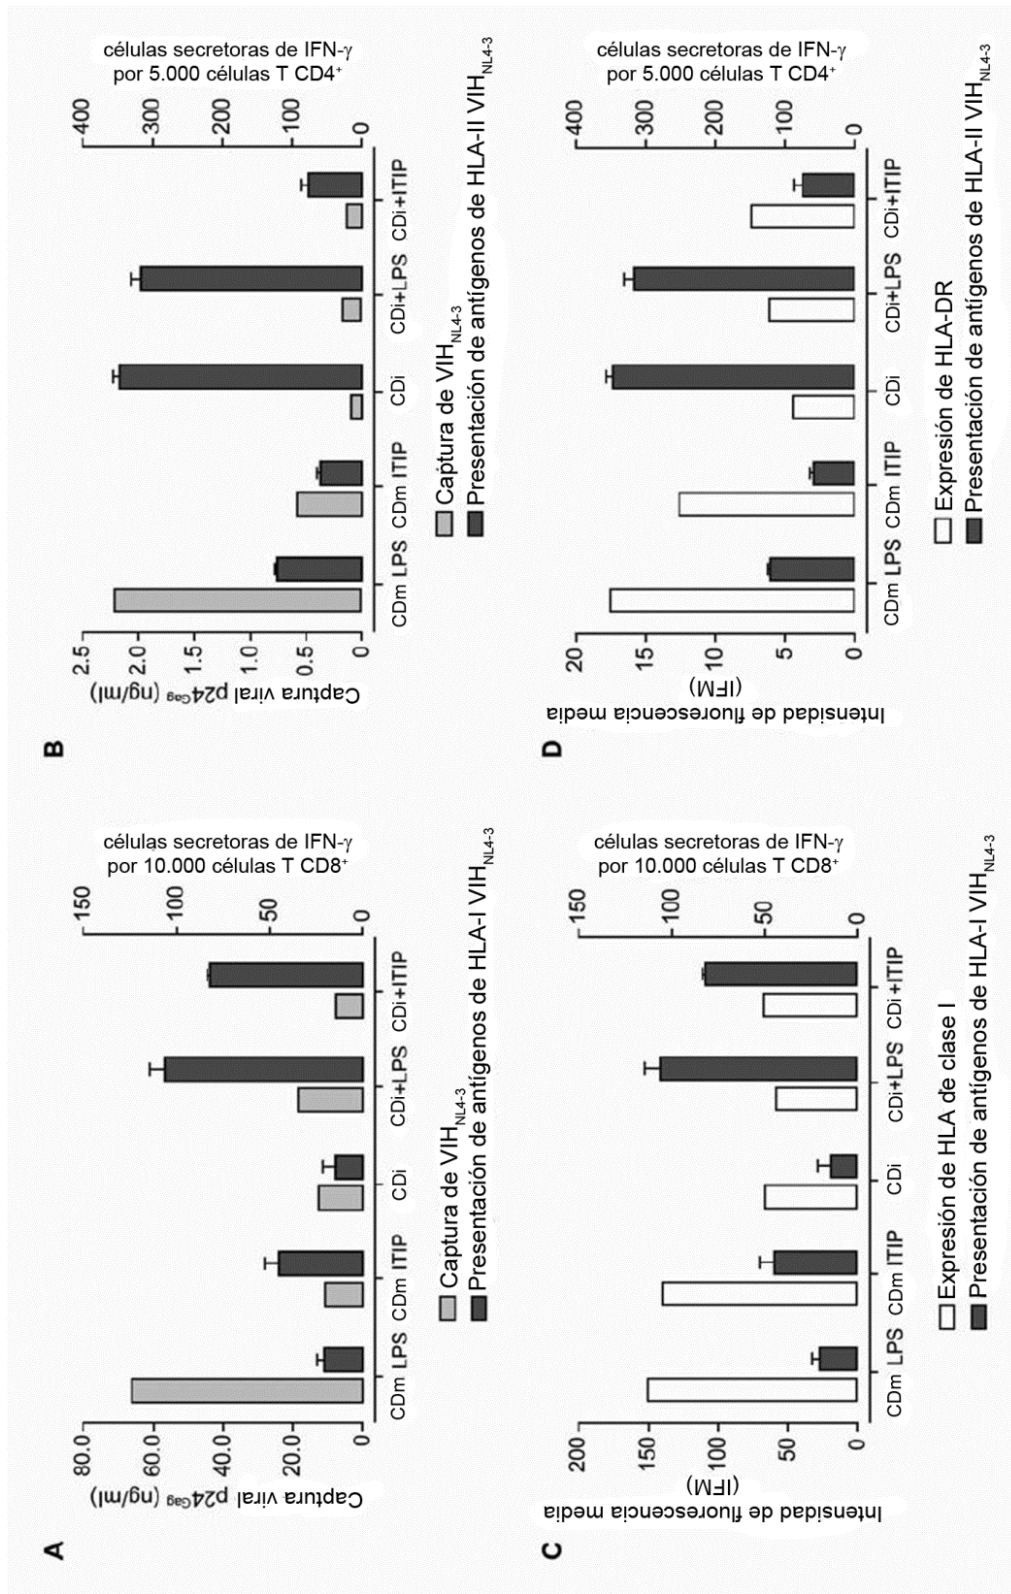 A
Captura viral p24Gag (ng/ml)
80.0
60.0
40.0
20.0
0
células secretoras de IFN-γ
por 10.000 células T CD8+
150
100
50
0
CDm LPS CDm ITIP CDi CDi+LPS CDi+ITIP
Captura de VIHNL4-3
Presentación de antígenos de HLA-I VIHNL4-3
B
Captura viral p24Gag (ng/ml)
2.5
2.0
1.5
1.0
0.5
0
células secretoras de IFN-γ
por 5.000 células T CD4+
400
300
200
100
0
CDm LPS CDm ITIP CDi CDi+LPS CDi+ITIP
Captura de VIHNL4-3
Presentación de antígenos de HLA-II VIHNL4-3
C
Intensidad de fluorescencia media
(IFM)
200
150
100
50
0
células secretoras de IFN-γ
por 10.000 células T CD8+
150
100
50
0
CDm LPS CDm ITIP CDi CDi+LPS CDi+ITIP
Expresión de HLA de clase I
Presentación de antígenos de HLA-I VIHNL4-3
D
Intensidad de fluorescencia media
(IFM)
20
15
10
5
0
células secretoras de IFN-γ
por 5.000 células T CD4+
400
300
200
100
0
CDm LPS CDm ITIP CDi CDi+LPS CDi+ITIP
Expresión de HLA-DR
Presentación de antígenos de HLA-II VIHNL4-3